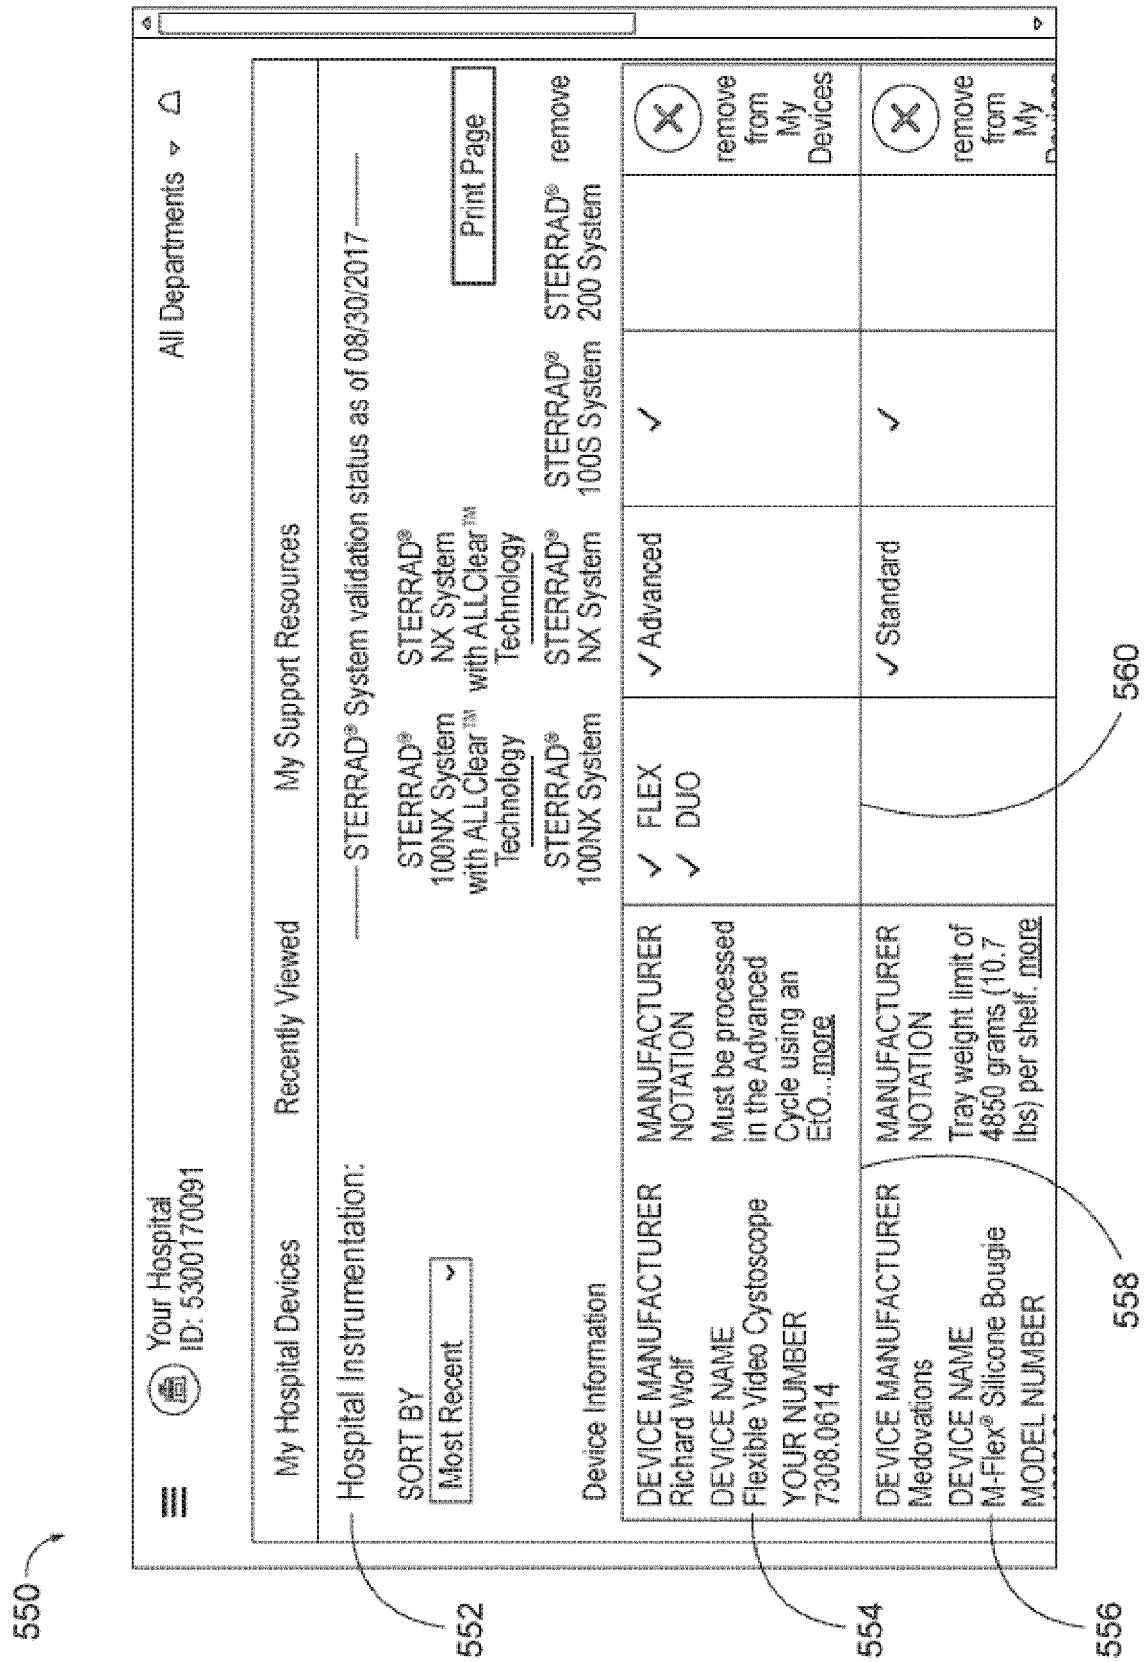 550
Your Hospital
ID: 5300170091
All Departments
My Hospital Devices
Recently Viewed
My Support Resources
Hospital Instrumentation:
STERRAD® System validation status as of 08/30/2017
SORT BY
Most Recent
Print Page
STERRAD®
100NX System
with ALLClear™
Technology
STERRAD®
100NX System
STERRAD®
NX System
with ALLClear™
Technology
STERRAD®
NX System
STERRAD®
100S System
STERRAD®
200 System
remove
Device Information
DEVICE MANUFACTURER
Richard Wolf
DEVICE NAME
Flexible Video Cystoscope
YOUR NUMBER
7308.0614
MANUFACTURER
NOTATION
Must be processed
in the Advanced
Cycle using an
EtO...more
✓ FLEX
✓ DUO
✓ Advanced
✓
remove
from
My
Devices
DEVICE MANUFACTURER
Medovations
DEVICE NAME
M-Flex® Silicone Bougie
MODEL NUMBER
MANUFACTURER
NOTATION
Tray weight limit of
4850 grams (10.7
lbs) per shelf. more
✓ Standard
✓
remove
from
My
552
554
556
558
560